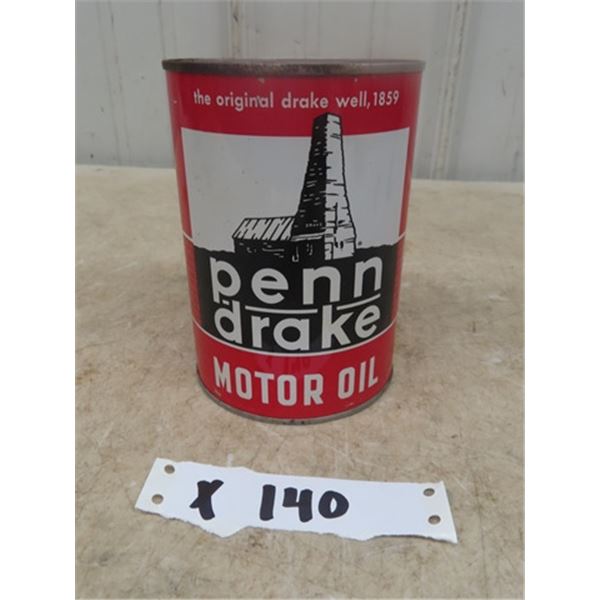 the original drake well, 1859
penn
drake
MOTOR OIL
X 140